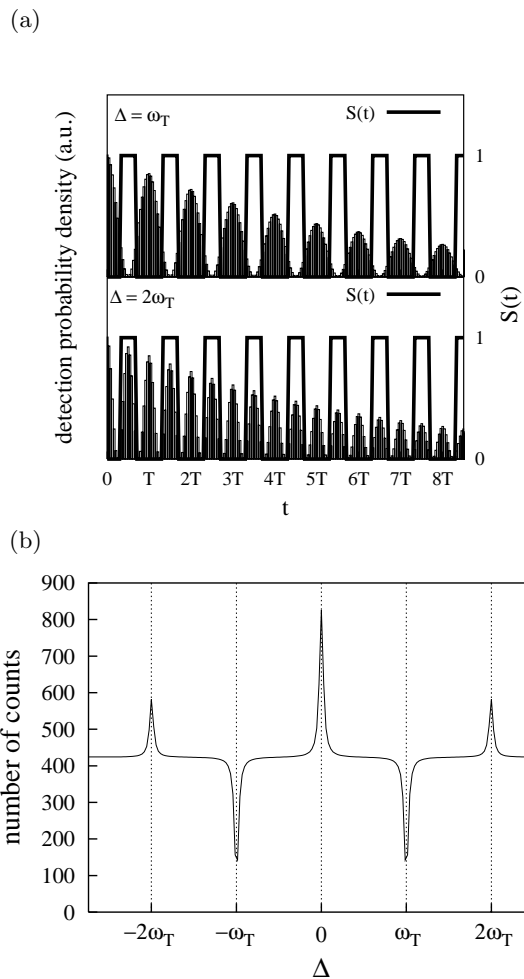 (a)
Δ = ω_T
S(t)
1
0
Δ = 2ω_T
S(t)
1
0
detection probability density (a.u.)
S(t)
0 T 2T 3T 4T 5T 6T 7T 8T
t
(b)
900
800
700
600
500
400
300
200
100
0
number of counts
−2ω_T −ω_T 0 ω_T 2ω_T
Δ